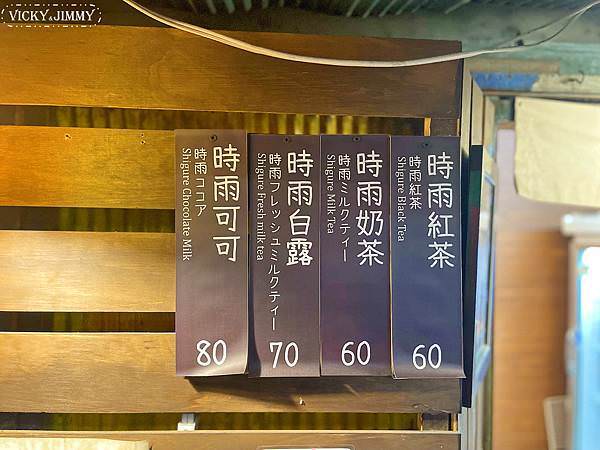 VICKY&JIMMY
時雨紅茶
時雨紅茶
Shigure Black Tea
60
時雨奶茶
時雨ミルクティー
Shigure Milk Tea
60
時雨白露
時雨フレッシュミルクティー
Shigure Fresh milk tea
70
時雨可可
時雨ココア
Shigure Chocolate Milk
80